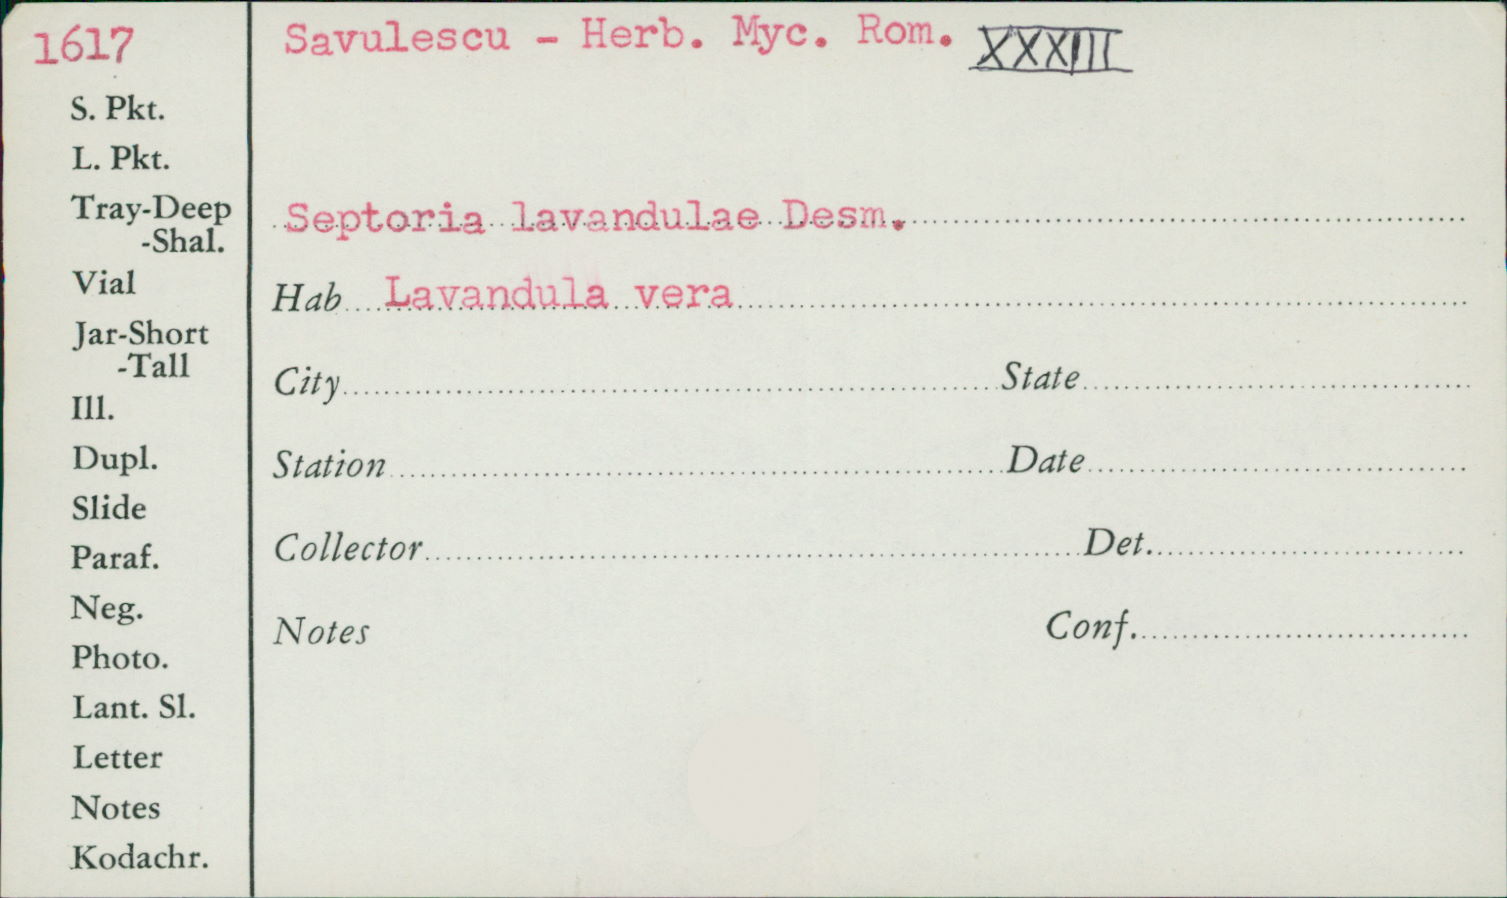 1617
Savulescu - Herb. Myc. Rom. XXXIII
S. Pkt.
L. Pkt.
Tray-Deep
-Shal.
Vial
Jar-Short
-Tall
Ill.
Dupl.
Slide
Paraf.
Neg.
Photo.
Lant. Sl.
Letter
Notes
Kodachr.
Septoria lavandulae Desm.
Hab Lavandula vera
City State
Station Date
Collector Det.
Notes Conf.